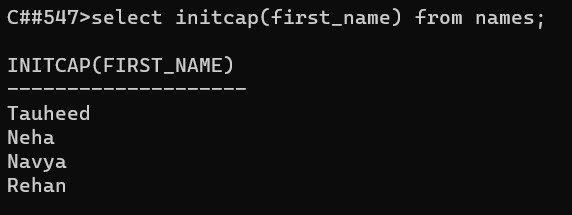 C##547>select initcap(first_name) from names;
INITCAP(FIRST_NAME)
--------------------
Tauheed
Neha
Navya
Rehan